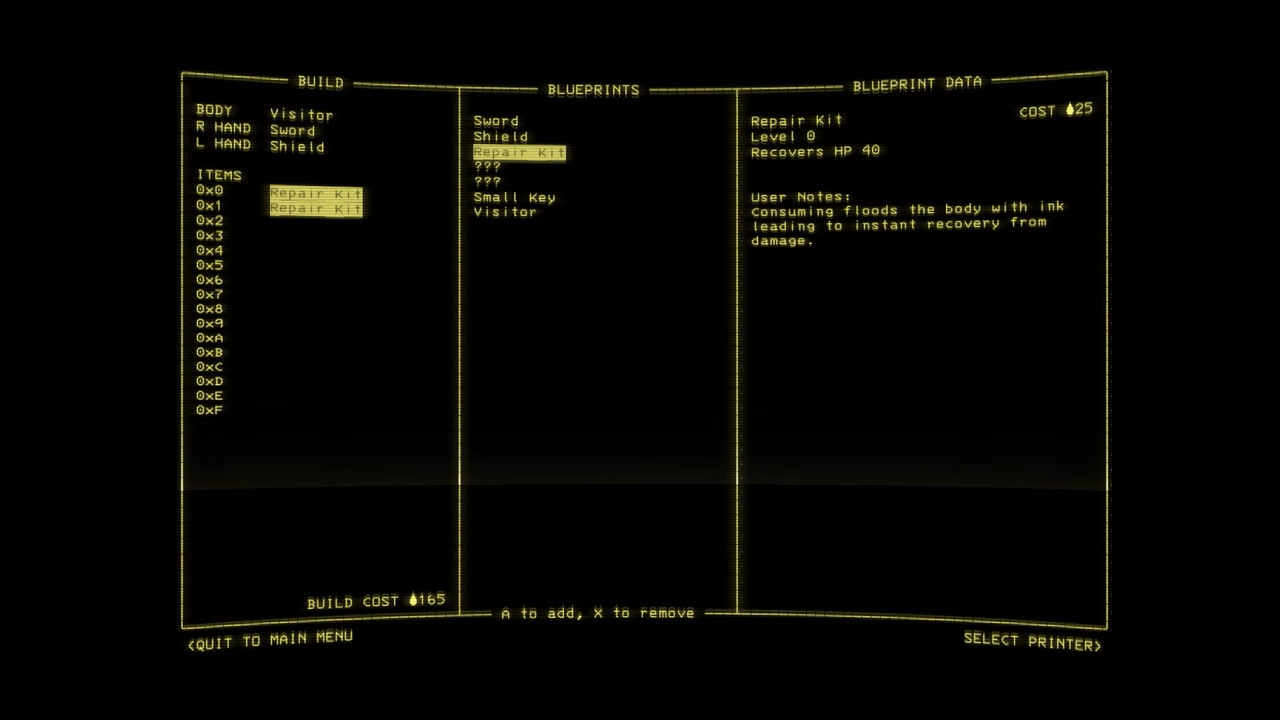 BUILD
BODY Visitor
R HAND Sword
L HAND Shield
ITEMS
0x0 Repair Kit
0x1 Repair Kit
0x2
0x3
0x4
0x5
0x6
0x7
0x8
0x9
0xA
0xB
0xC
0xD
0xE
0xF
BUILD COST 165
BLUEPRINTS
Sword
Shield
Repair Kit
???
???
Small Key
Visitor
A to add, X to remove
BLUEPRINT DATA
COST 25
Repair Kit
Level 0
Recovers HP 40
User Notes:
Consuming floods the body with ink
leading to instant recovery from
damage.
<QUIT TO MAIN MENU
SELECT PRINTER>